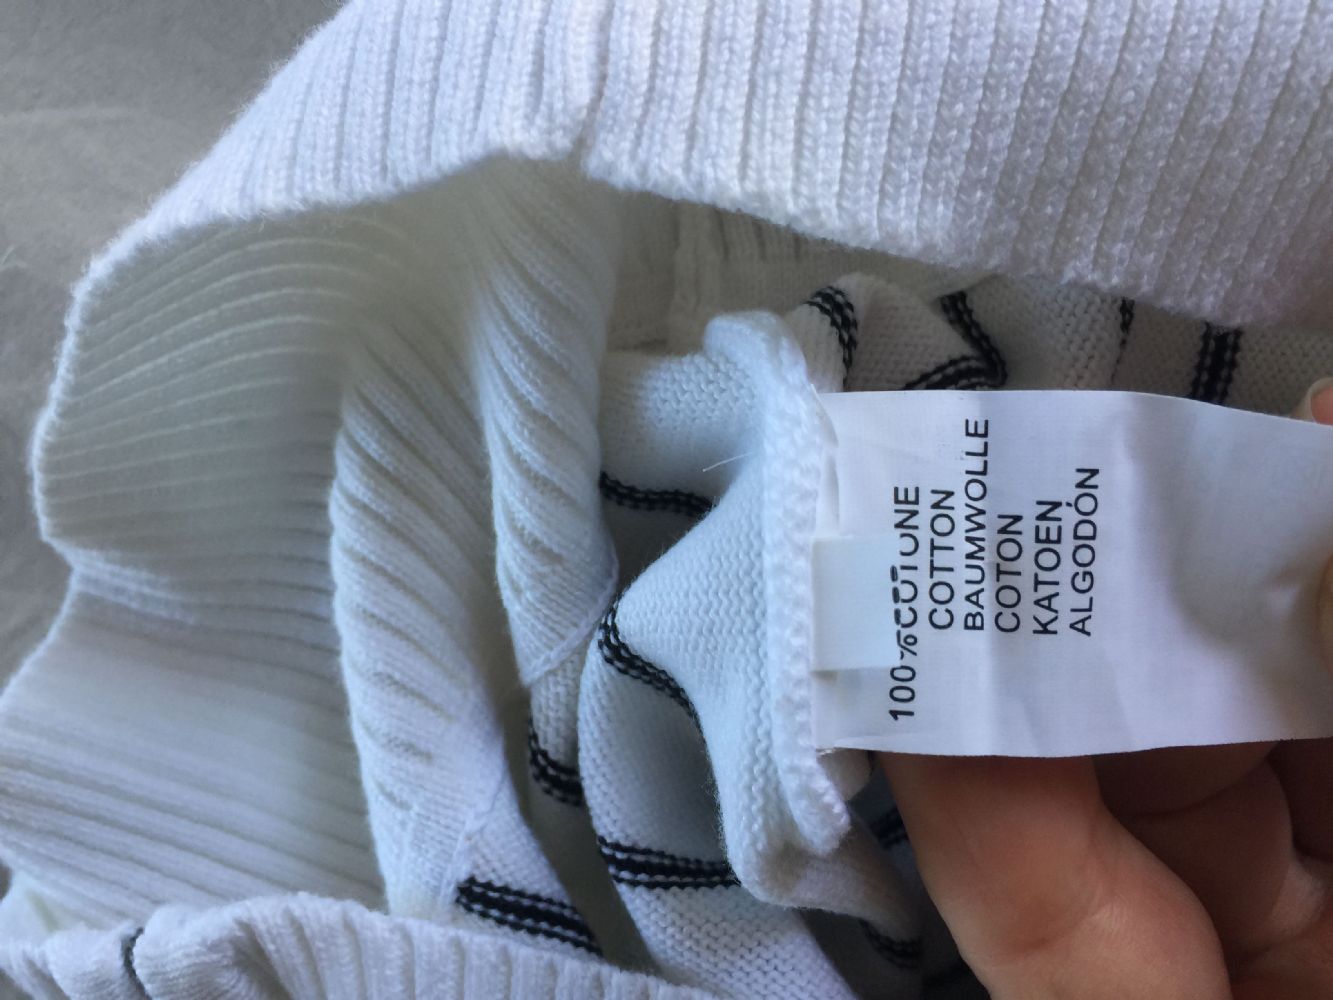 100%COTONE
COTTON
BAUMWOLLE
COTON
KATOEN
ALGODÓN